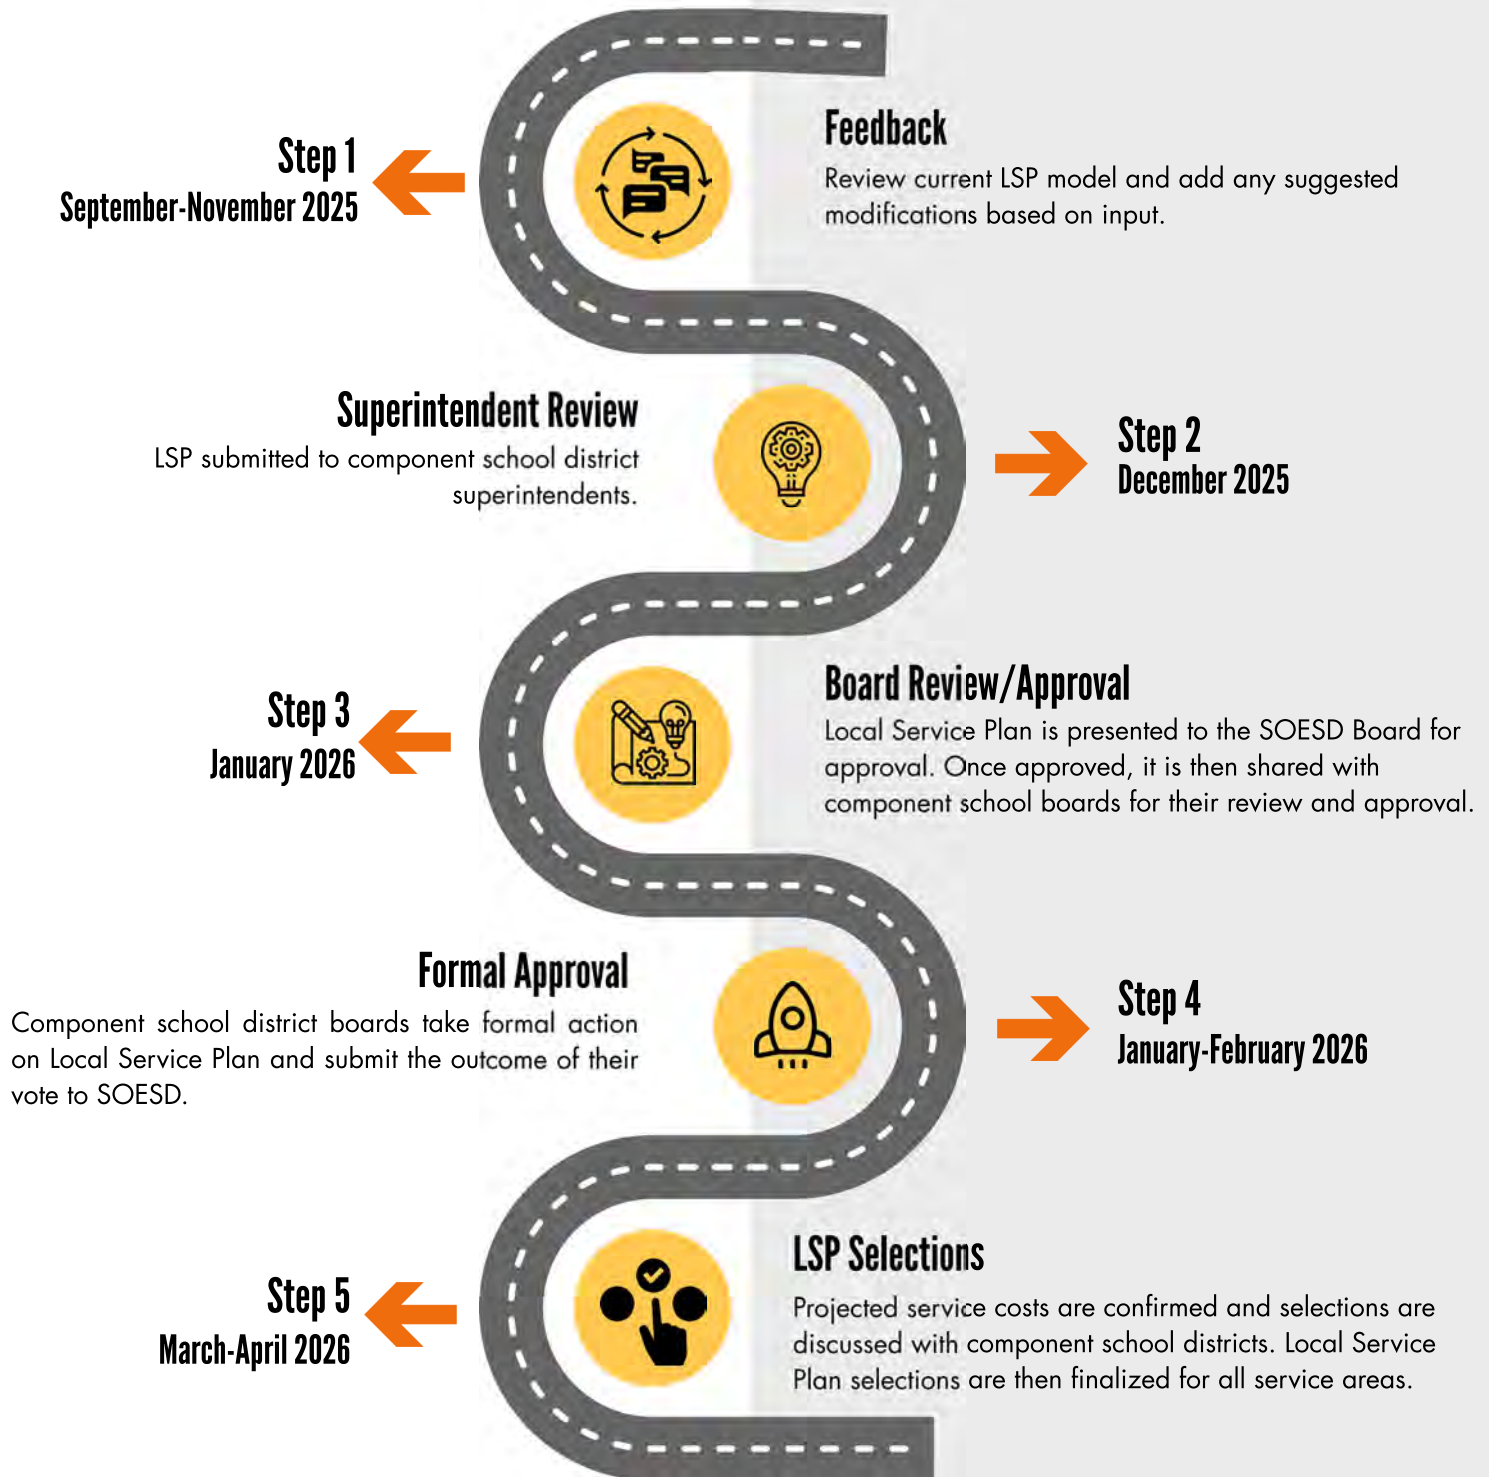 Step 1
September-November 2025
Feedback
Review current LSP model and add any suggested
modifications based on input.
Superintendent Review
LSP submitted to component school district
superintendents.
Step 2
December 2025
Step 3
January 2026
Board Review/Approval
Local Service Plan is presented to the SOESD Board for
approval. Once approved, it is then shared with
component school boards for their review and approval.
Formal Approval
Component school district boards take formal action
on Local Service Plan and submit the outcome of their
vote to SOESD.
Step 4
January-February 2026
Step 5
March-April 2026
LSP Selections
Projected service costs are confirmed and selections are
discussed with component school districts. Local Service
Plan selections are then finalized for all service areas.